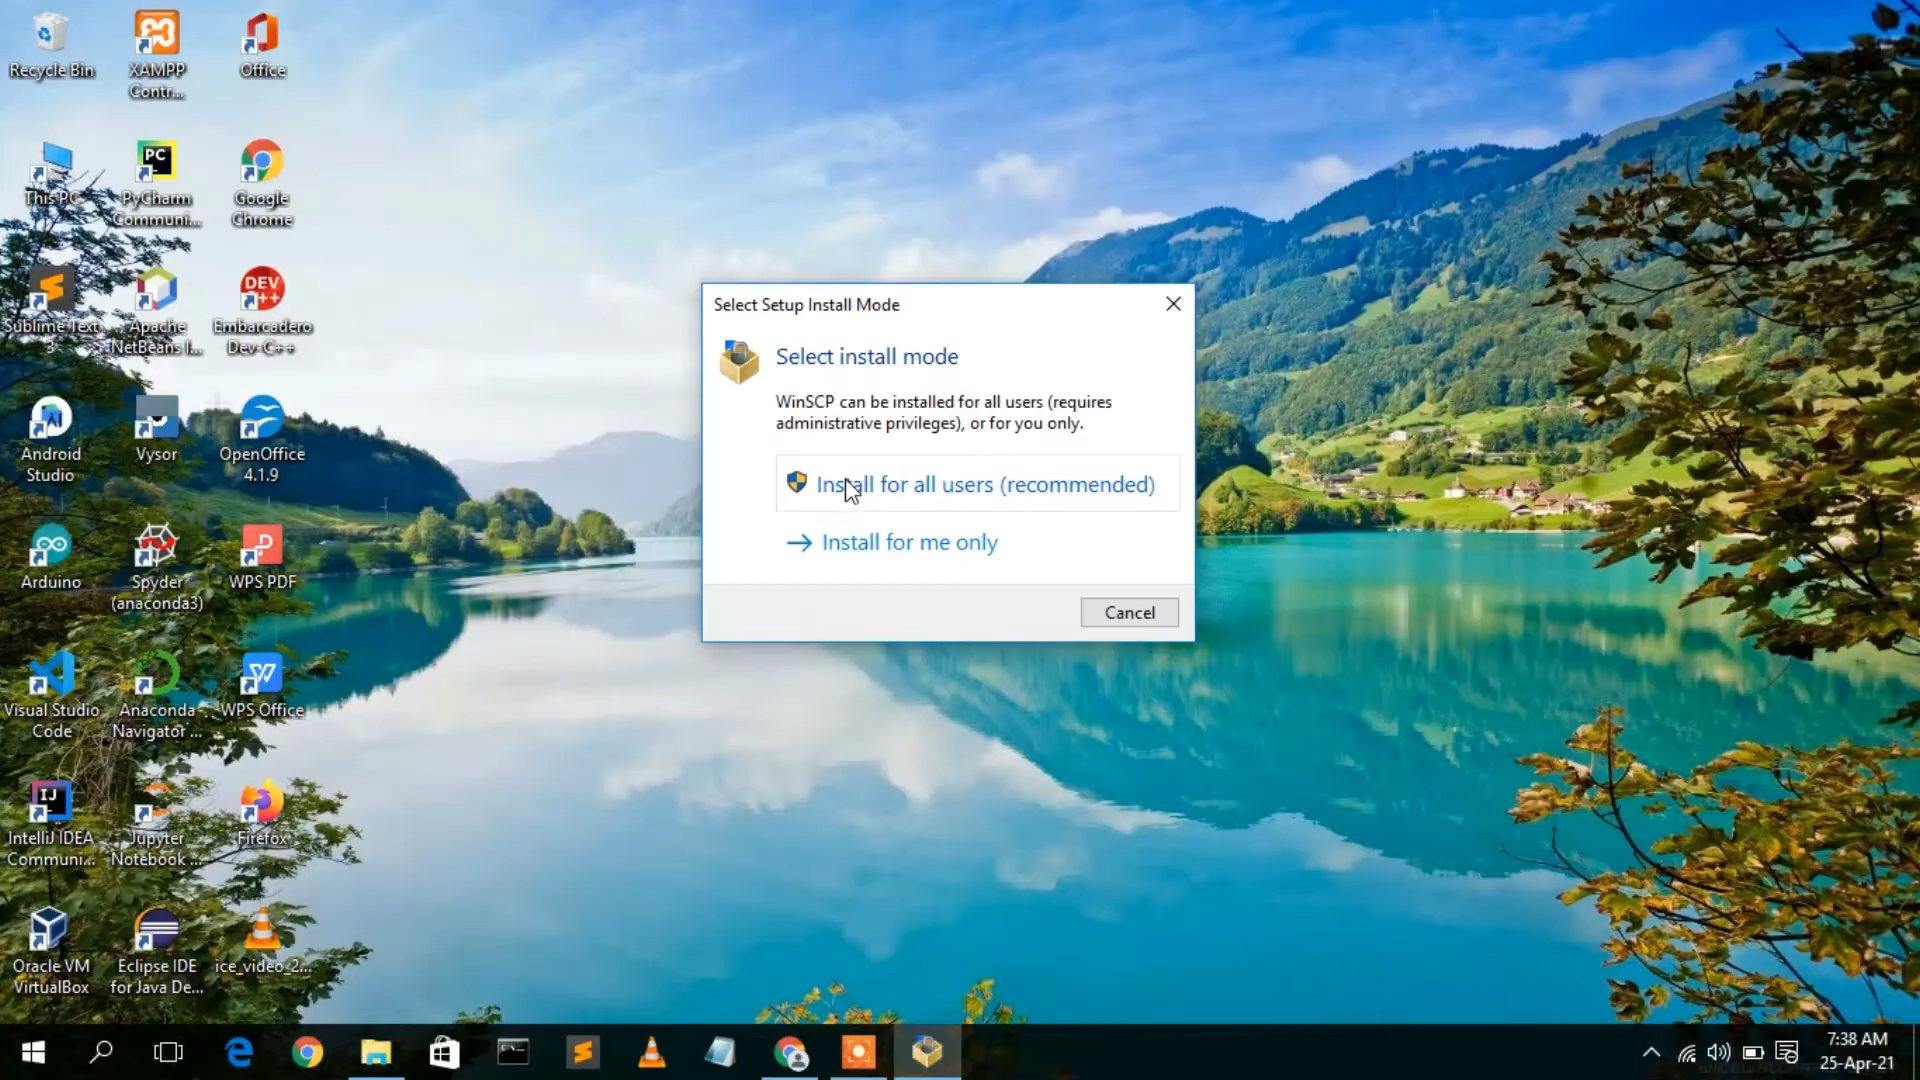 Recycle Bin
XAMPP
Contr...
Office
This PC
PC
PyCharm
Communi...
Google
Chrome
Sublime Text
3
Apache
NetBeans I...
DEV
C++
Embarcadero
Dev-C++
Android
Studio
Vysor
OpenOffice
4.1.9
Arduino
Spyder
(anaconda3)
WPS PDF
Visual Studio
Code
Anaconda
Navigator ...
WPS Office
IJ
IntelliJ IDEA
Communi...
Jupyter
Notebook ...
Firefox
Oracle VM
VirtualBox
Eclipse IDE
for Java De...
ice_video_2...
Select Setup Install Mode
Select install mode
WinSCP can be installed for all users (requires
administrative privileges), or for you only.
Install for all users (recommended)
Install for me only
Cancel
7:38 AM
25-Apr-21